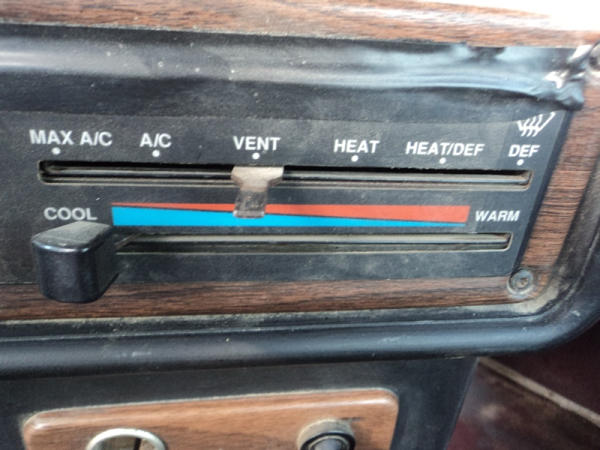 MAX A/C A/C VENT HEAT HEAT/DEF DEF
COOL WARM